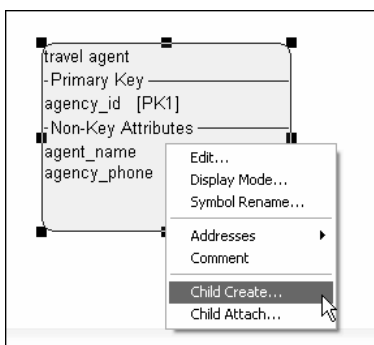 travel agent
-Primary Key
agency_id [PK1]
-Non-Key Attributes
agent_name
agency_phone
Edit...
Display Mode...
Symbol Rename...
Addresses
Comment
Child Create...
Child Attach...